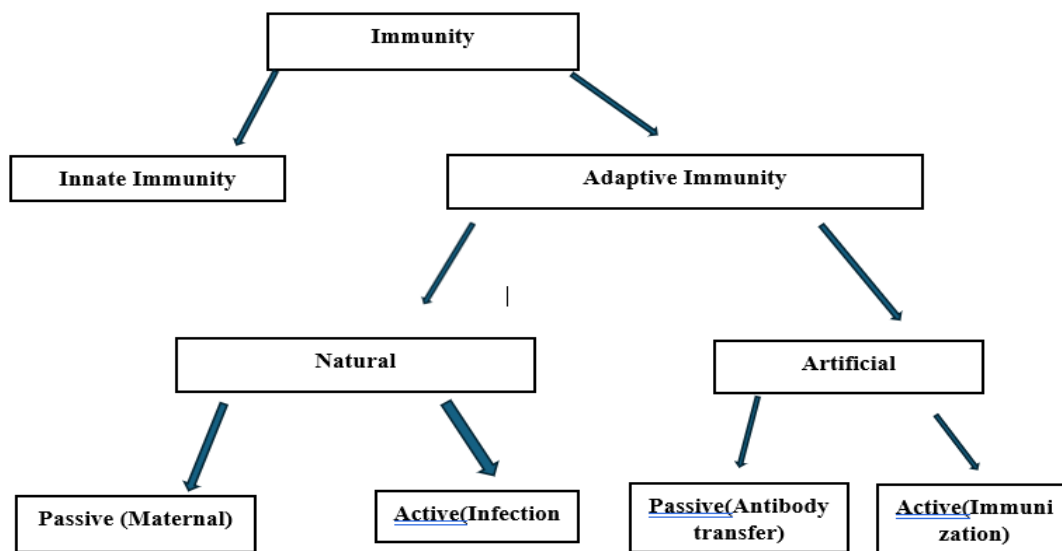 Immunity
Innate Immunity
Adaptive Immunity
Natural
Artificial
Passive (Maternal)
Active(Infection
Passive(Antibody
transfer)
Active(Immuni
zation)